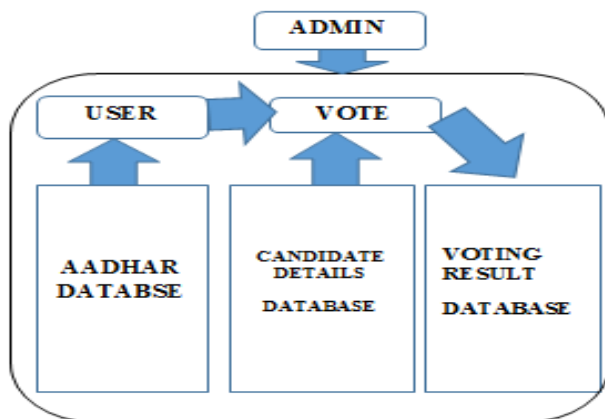 ADMIN
USER
VOTE
AADHAR
DATABSE
CANDIDATE
DETAILS
DATABASE
VOTING
RESULT
DATABASE